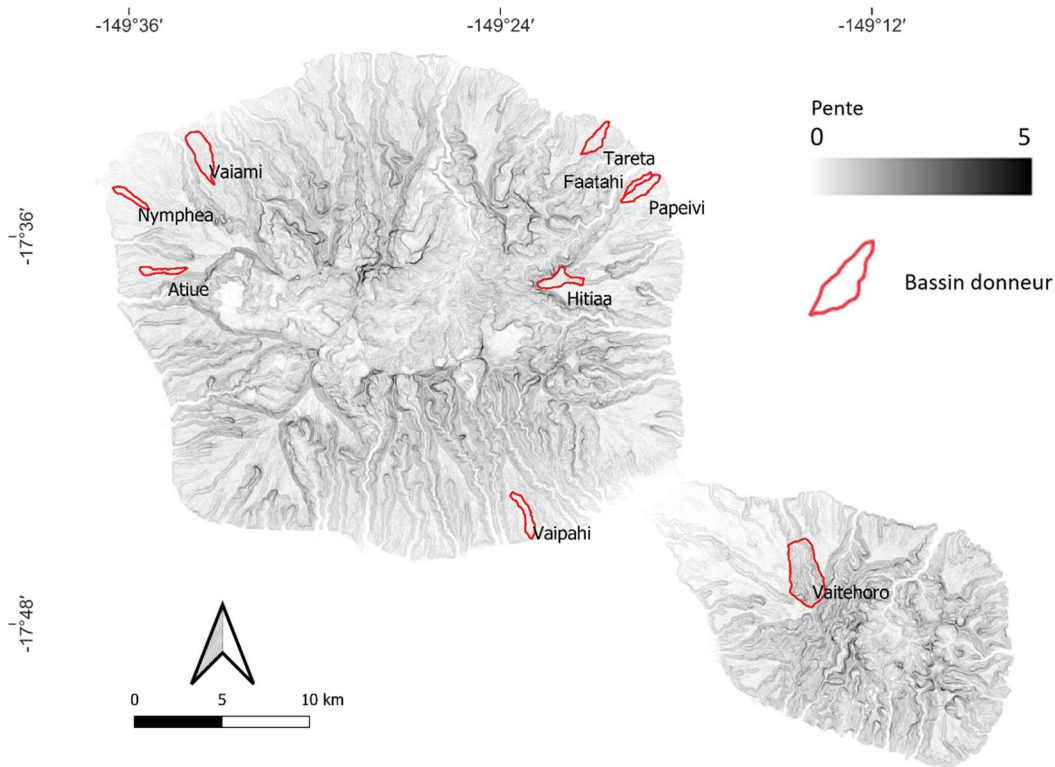 -149°36′
-149°24′
-149°12′
Pente
0
5
Vaiami
Tareta
Faatahi
Papeivi
Nymphea
-17°36′
Atiue
Hitiaa
Bassin donneur
Vaipahi
Vaitehoro
-17°48′
0
5
10 km